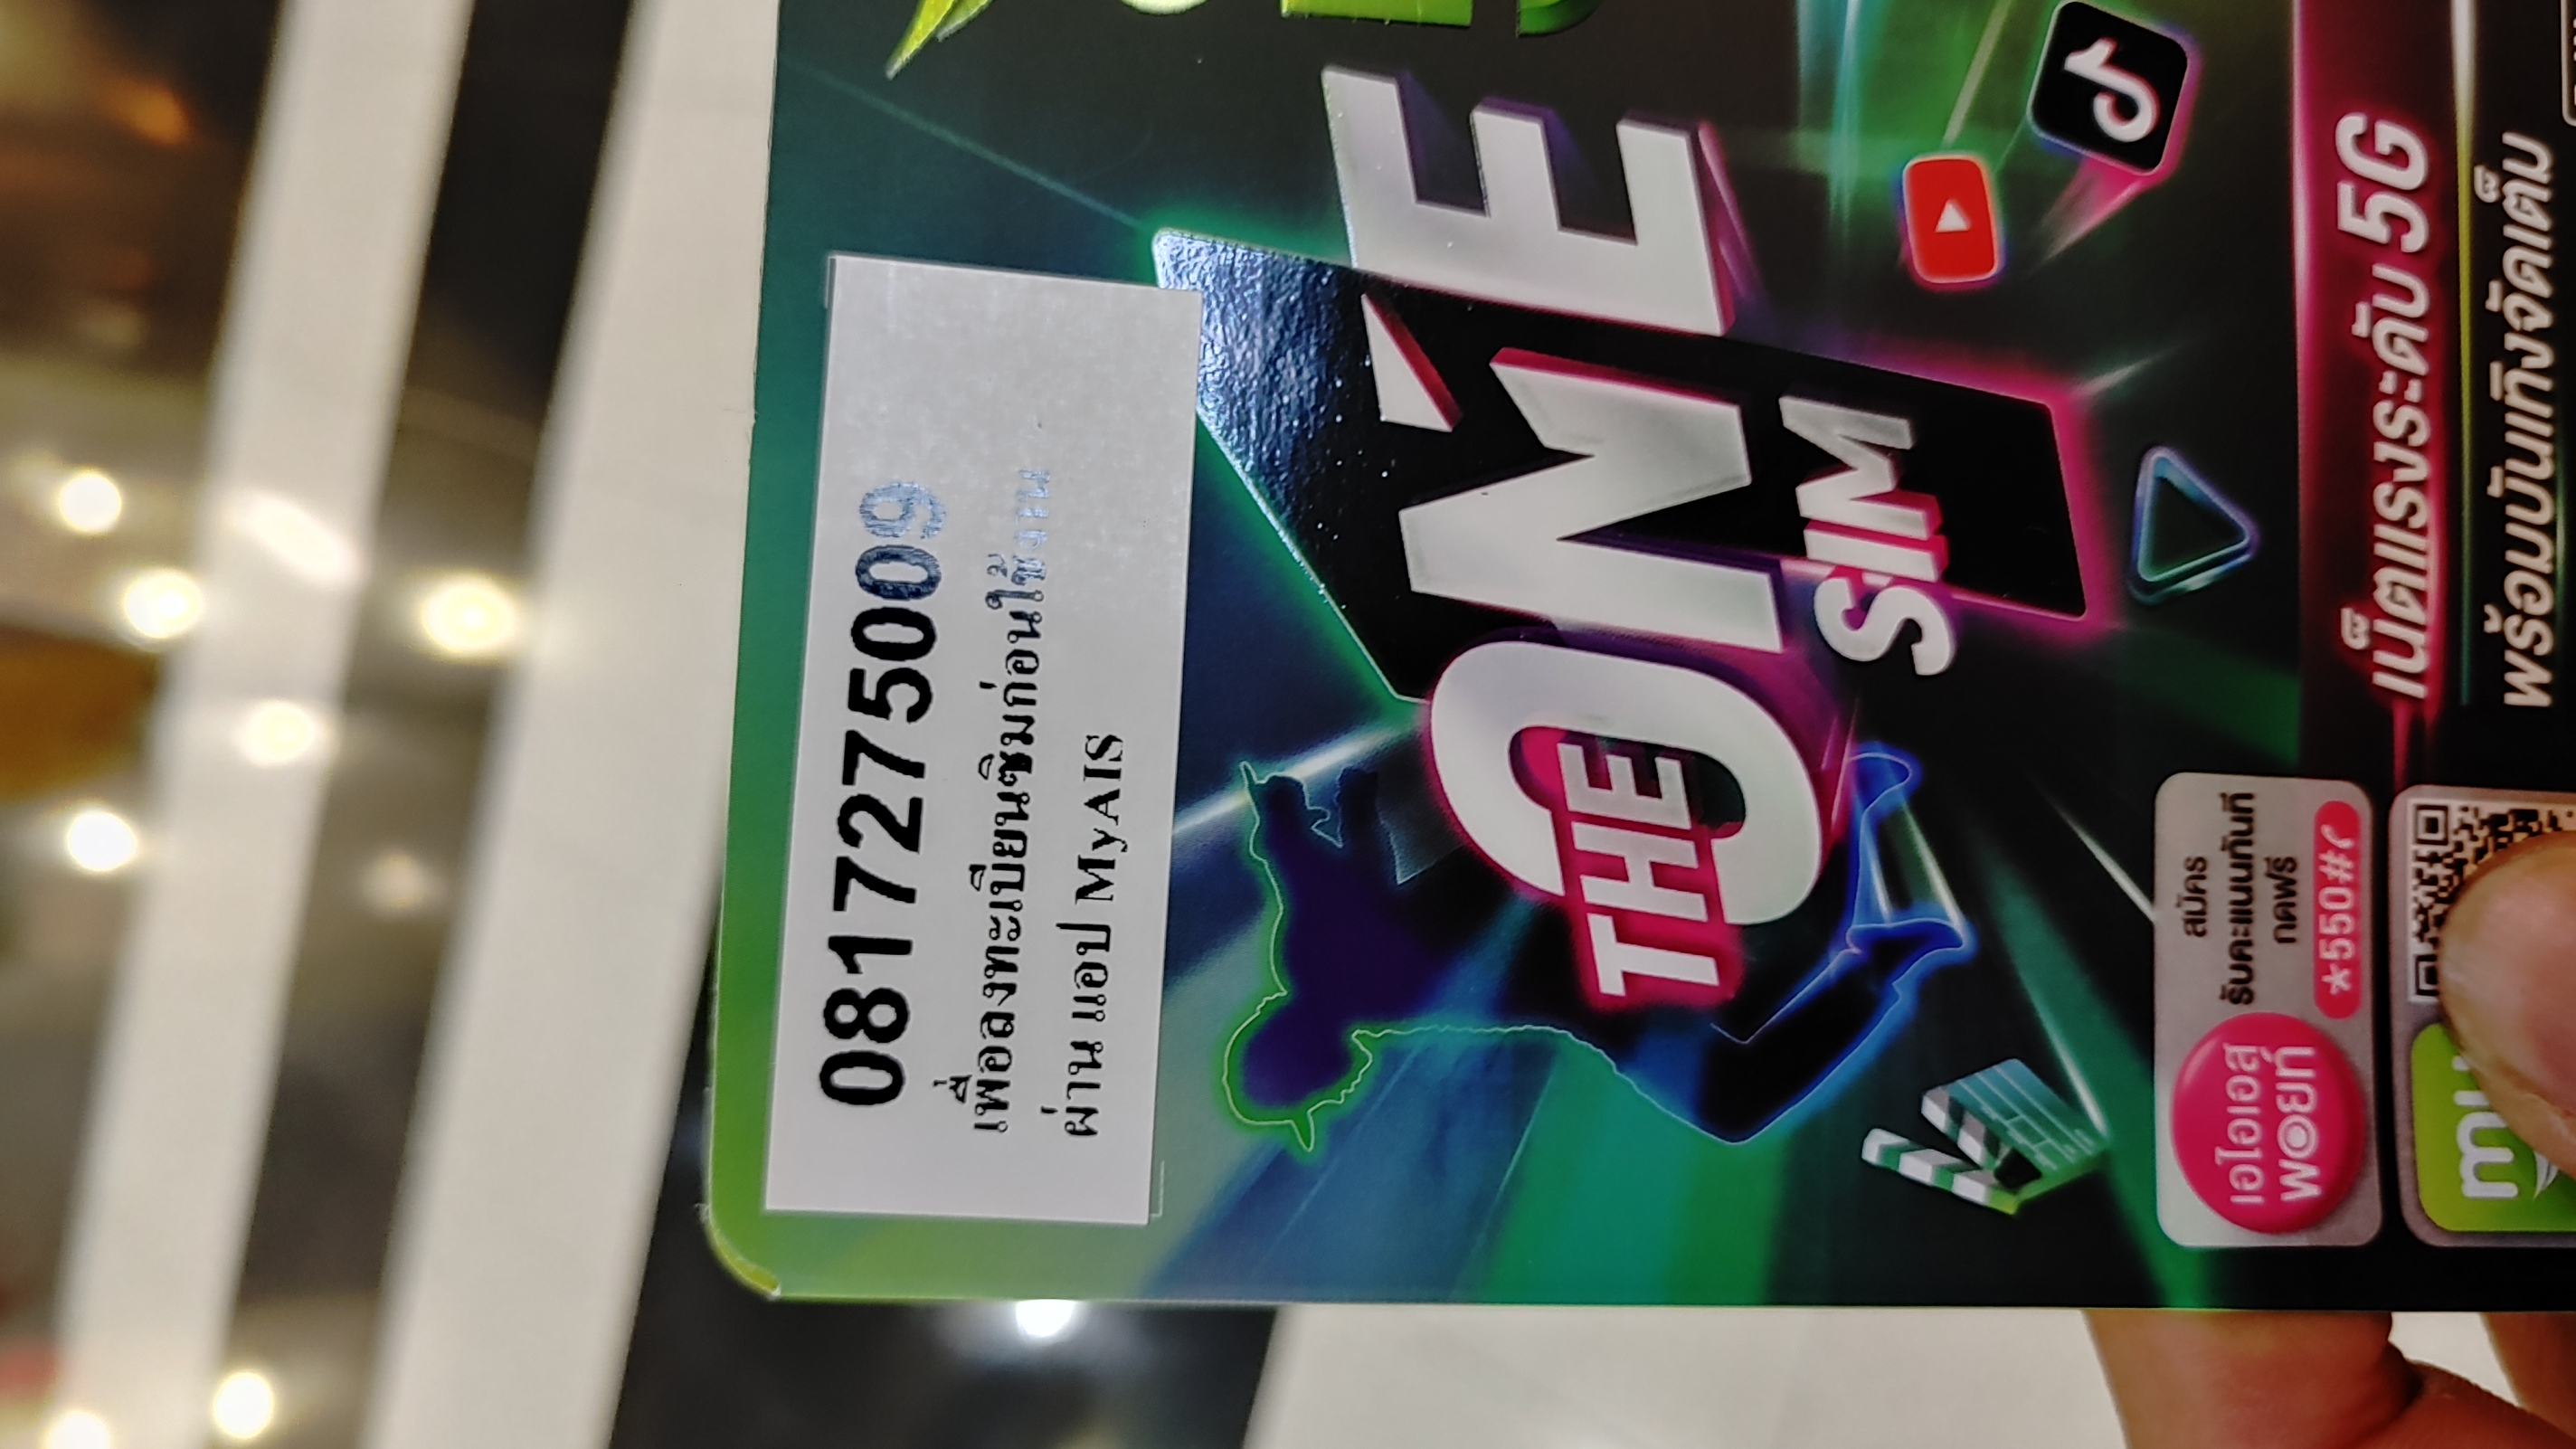 0817275009
เพื่อลงทะเบียนซิมก่อนใช้งาน
ผ่าน แอป MyAIS
THE
OME
SIM
เน็ตแรงระดับ 5G
พร้อมบันเทิงจัดเต็ม
เอไอเอส
พอยท์
สมัคร
รับคะแนนทันที
กดฟรี
*550#